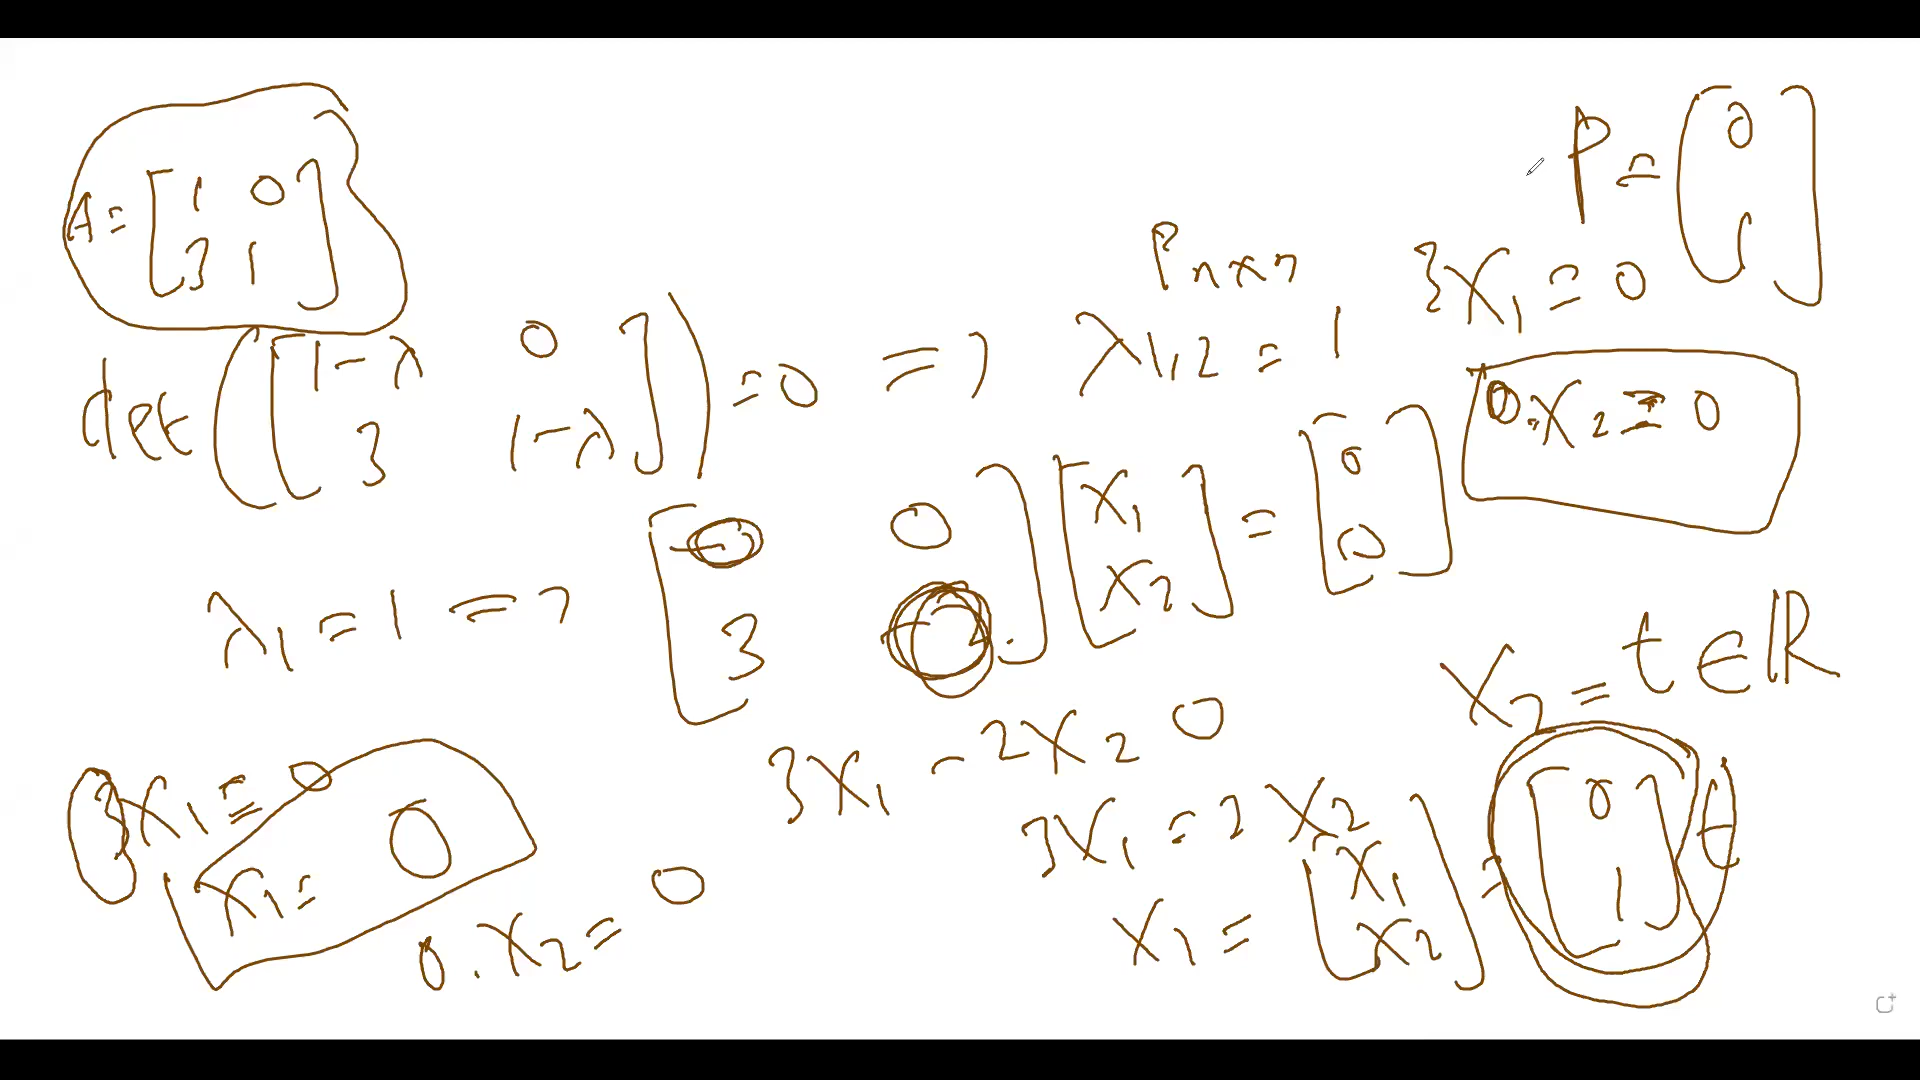 A = [1 0
3 1]
P = [0
1]
P n×n
3x₁ = 0
det([1-λ 0
3 1-λ]) = 0 => λ1,2 = 1
0.x₂ = 0
λ₁ = 1 => [0 0
3 0] . [x₁
x₂] = [0
0]
x₂ = t ∈ ℝ
3x₁ - 2x₂ 0
3x₁ = 0
3x₁ = 2x₂
x₁ = 0
0.x₂ = 0
x₁ =
[x₁
x₂] = [0
1] t